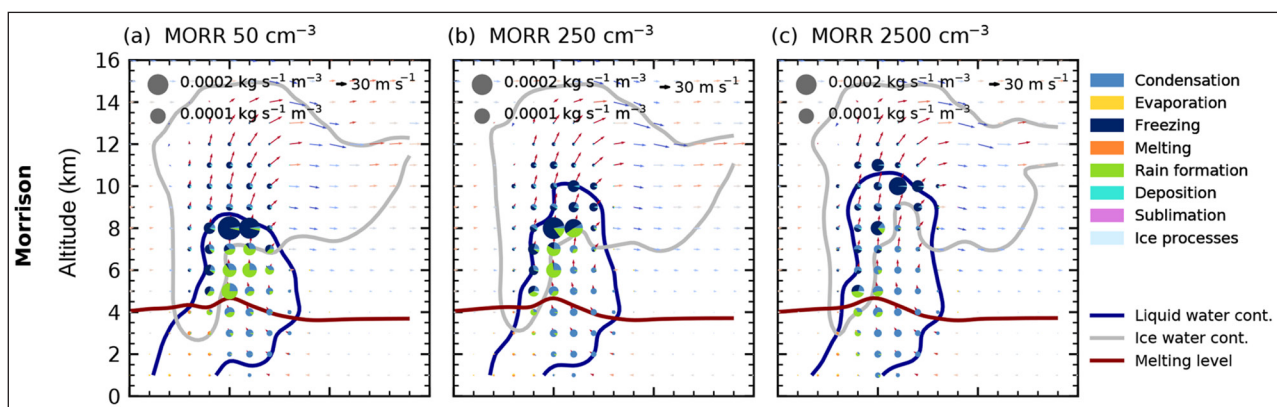 (a) MORR 50 cm⁻³
(b) MORR 250 cm⁻³
(c) MORR 2500 cm⁻³
Morrison
Altitude (km)
16
14
12
10
8
6
4
2
0
0.0002 kg s⁻¹ m⁻³
30 m s⁻¹
0.0001 kg s⁻¹ m⁻³
0.0002 kg s⁻¹ m⁻³
30 m s⁻¹
0.0001 kg s⁻¹ m⁻³
0.0002 kg s⁻¹ m⁻³
30 m s⁻¹
0.0001 kg s⁻¹ m⁻³
Condensation
Evaporation
Freezing
Melting
Rain formation
Deposition
Sublimation
Ice processes
Liquid water cont.
Ice water cont.
Melting level